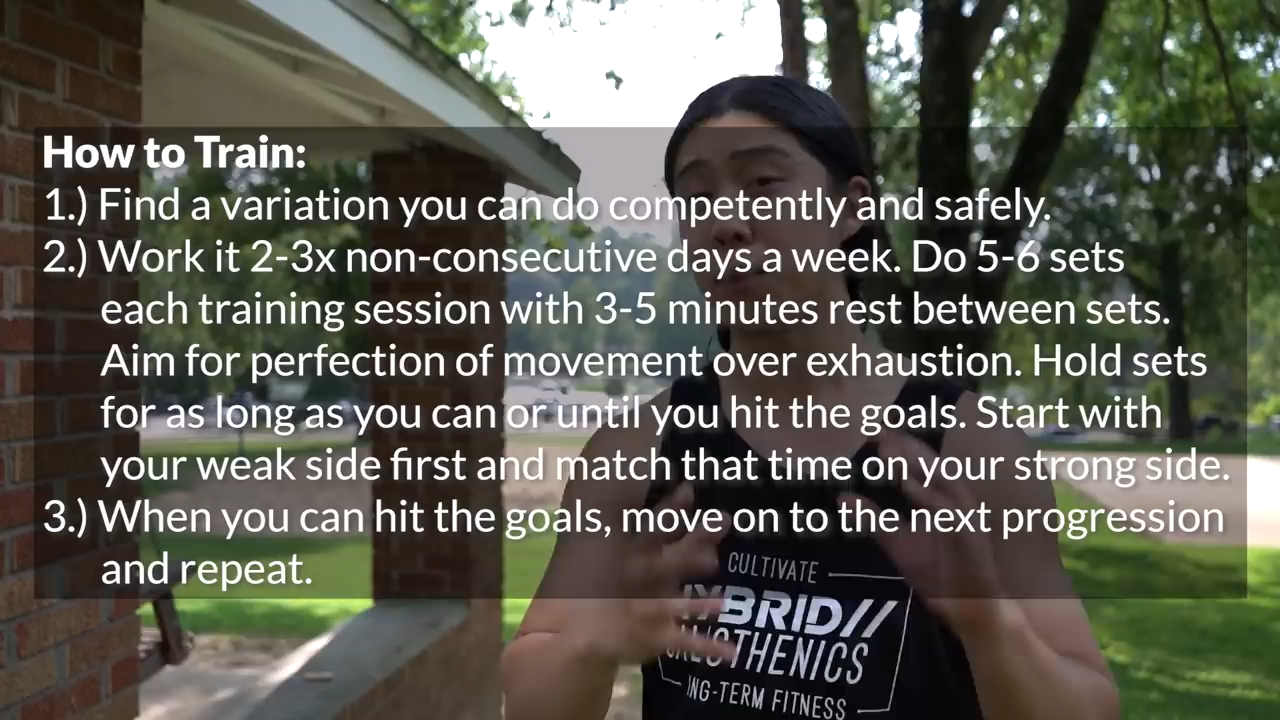 How to Train:
1.) Find a variation you can do competently and safely.
2.) Work it 2-3x non-consecutive days a week. Do 5-6 sets
each training session with 3-5 minutes rest between sets.
Aim for perfection of movement over exhaustion. Hold sets
for as long as you can or until you hit the goals. Start with
your weak side first and match that time on your strong side.
3.) When you can hit the goals, move on to the next progression
and repeat.
CULTIVATE
HYBRID//
CALISTHENICS
FITNESS